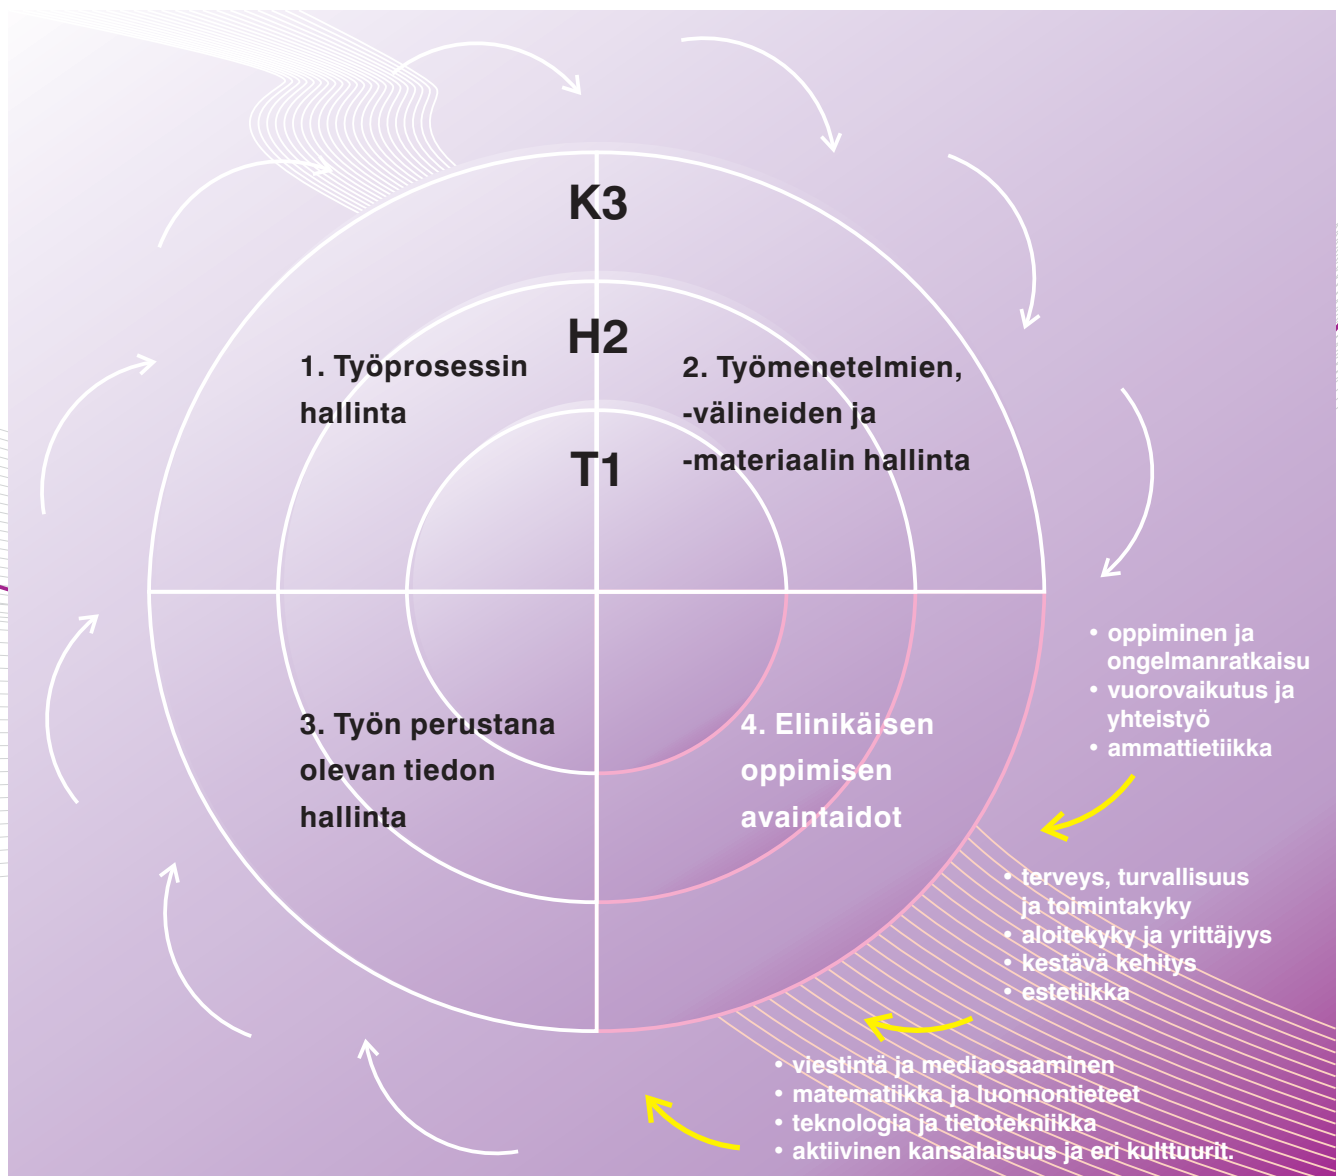 K3
H2
T1
1. Työprosessin
hallinta
2. Työmenetelmien,
-välineiden ja
-materiaalin hallinta
3. Työn perustana
olevan tiedon
hallinta
4. Elinikäisen
oppimisen
avaintaidot
• oppiminen ja
ongelmanratkaisu
• vuorovaikutus ja
yhteistyö
• ammattietiikka
• terveys, turvallisuus
ja toimintakyky
• aloitekyky ja yrittäjyys
• kestävä kehitys
• estetiikka
• viestintä ja mediaosaaminen
• matematiikka ja luonnontieteet
• teknologia ja tietotekniikka
• aktiivinen kansalaisuus ja eri kulttuurit.